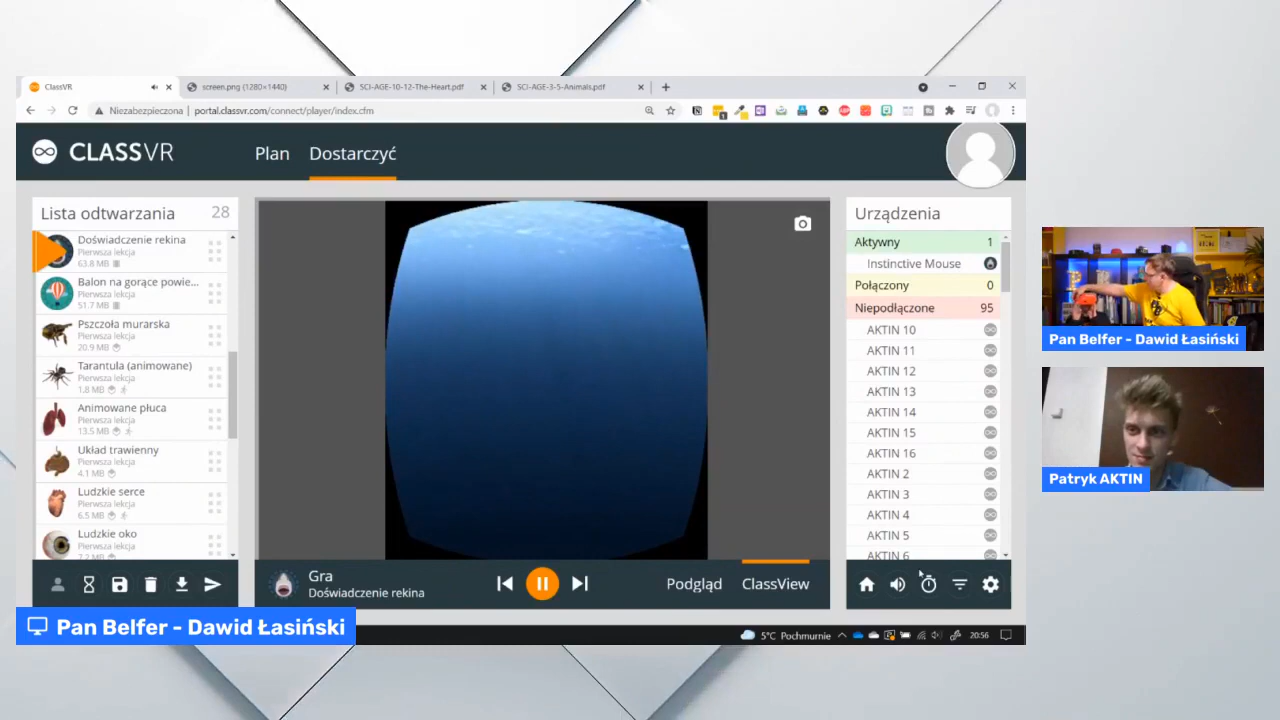 ClassVR
screen.png (1280×1440)
SCI-AGE-10-12-The-Heart.pdf
SCI-AGE-3-5-Animals.pdf
Niezabezpieczona
portal.classvr.com/connect/player/index.cfm
CLASSVR
Plan
Dostarczyć
Lista odtwarzania 28
Doświadczenie rekina
Pierwsza lekcja
63.8 MB
Balon na gorące powie...
Pierwsza lekcja
51.7 MB
Pszczoła murarska
Pierwsza lekcja
20.9 MB
Tarantula (animowane)
Pierwsza lekcja
1.8 MB
Animowane płuca
Pierwsza lekcja
13.5 MB
Układ trawienny
Pierwsza lekcja
4.1 MB
Ludzkie serce
Pierwsza lekcja
6.5 MB
Ludzkie oko
Pierwsza lekcja
7.2 MB
Gra
Doświadczenie rekina
Podgląd
ClassView
Urządzenia
Aktywny 1
Instinctive Mouse
Połączony 0
Niepodłączone 95
AKTIN 10
AKTIN 11
AKTIN 12
AKTIN 13
AKTIN 14
AKTIN 15
AKTIN 16
AKTIN 2
AKTIN 3
AKTIN 4
AKTIN 5
AKTIN 6
Pan Belfer - Dawid Łasiński
Patryk AKTIN
Pan Belfer - Dawid Łasiński
5°C Pochmurnie
20:56